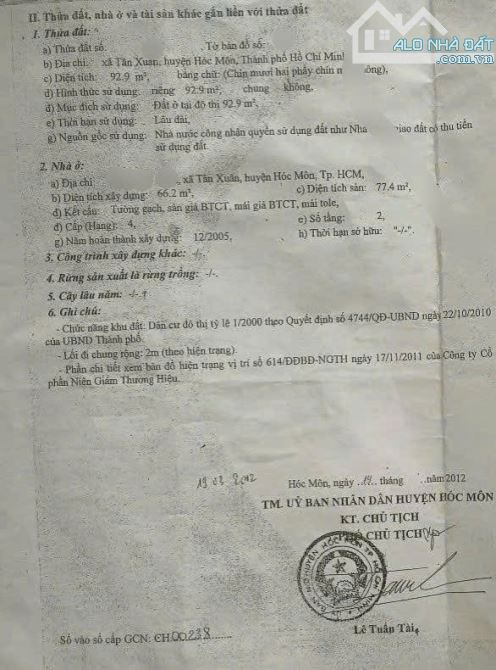 II. Thửa đất, nhà ở và tài sản khác gắn liền với thửa đất
ALO NHÀ ĐẤT
.com.vn
1. Thửa đất:
a) Thửa đất số: , Tờ bản đồ số:
b) Địa chỉ: xã Tân Xuân, huyện Hóc Môn, Thành phố Hồ Chí Minh
c) Diện tích: 92.9 m², bằng chữ: (Chín mươi hai phẩy chín
d) Hình thức sử dụng: riêng 92.9 m², chung không,
đ) Mục đích sử dụng: Đất ở tại đô thị 92.9 m²,
e) Thời hạn sử dụng: Lâu dài,
g) Nguồn gốc sử dụng: Nhà nước công nhận quyền sử dụng đất như Nhà giao đất có thu tiền
sử dụng đất.
2. Nhà ở:
a) Địa chỉ: , xã Tân Xuân, huyện Hóc Môn, Tp. HCM,
b) Diện tích xây dựng: 66.2 m², c) Diện tích sàn: 77.4 m²,
d) Kết cấu: Tường gạch, sàn giả BTCT, mái giả BTCT, mái tole,
đ) Cấp (Hạng): 4, e) Số tầng: 2,
g) Năm hoàn thành xây dựng: 12/2005, h) Thời hạn sở hữu: "-/-".
3. Công trình xây dựng khác: -/-
4. Rừng sản xuất là rừng trồng: -/-.
5. Cây lâu năm: -/-.
6. Ghi chú:
- Chức năng khu đất: Dân cư đô thị tỷ lệ 1/2000 theo Quyết định số 4744/QĐ-UBND ngày 22/10/2010
của UBND Thành phố.
- Lối đi chung rộng: 2m (theo hiện trạng).
- Phần chi tiết xem bản đồ hiện trạng vị trí số 614/ĐĐBĐ-NGTH ngày 17/11/2011 của Công ty Cổ
phần Niên Giám Thương Hiệu.
Hóc Môn, ngày tháng năm 2012
TM. UỶ BAN NHÂN DÂN HUYỆN HÓC MÔN
KT. CHỦ TỊCH
PHÓ CHỦ TỊCH
Lê Tuấn Tài
Số vào sổ cấp GCN: CH.00238